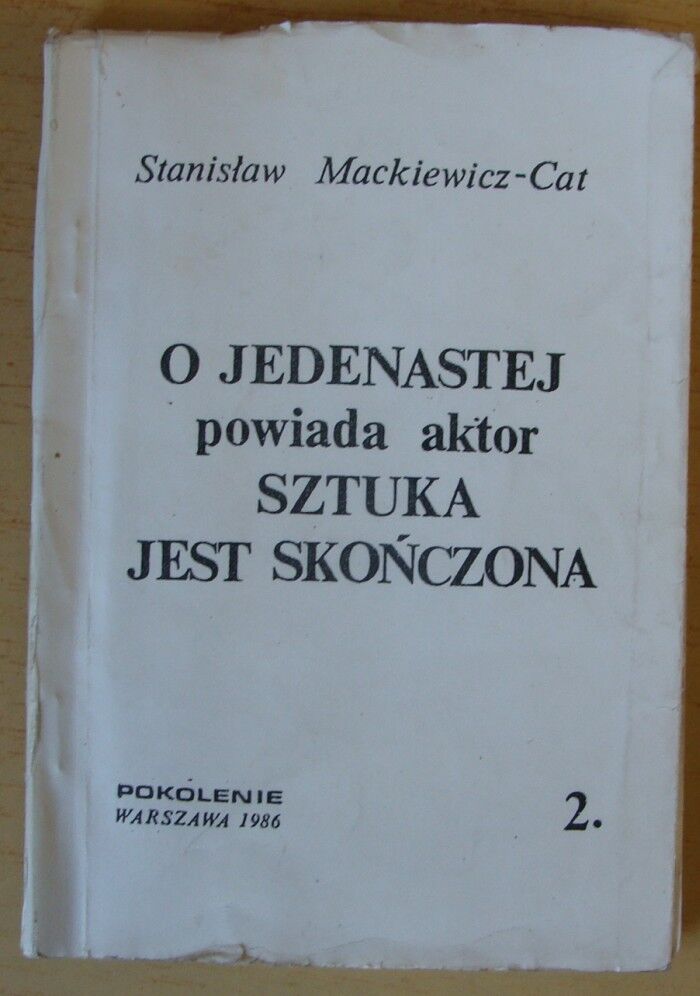 Stanisław Mackiewicz-Cat
O JEDENASTEJ
powiada aktor
SZTUKA
JEST SKOŃCZONA
POKOLENIE
WARSZAWA 1986
2.